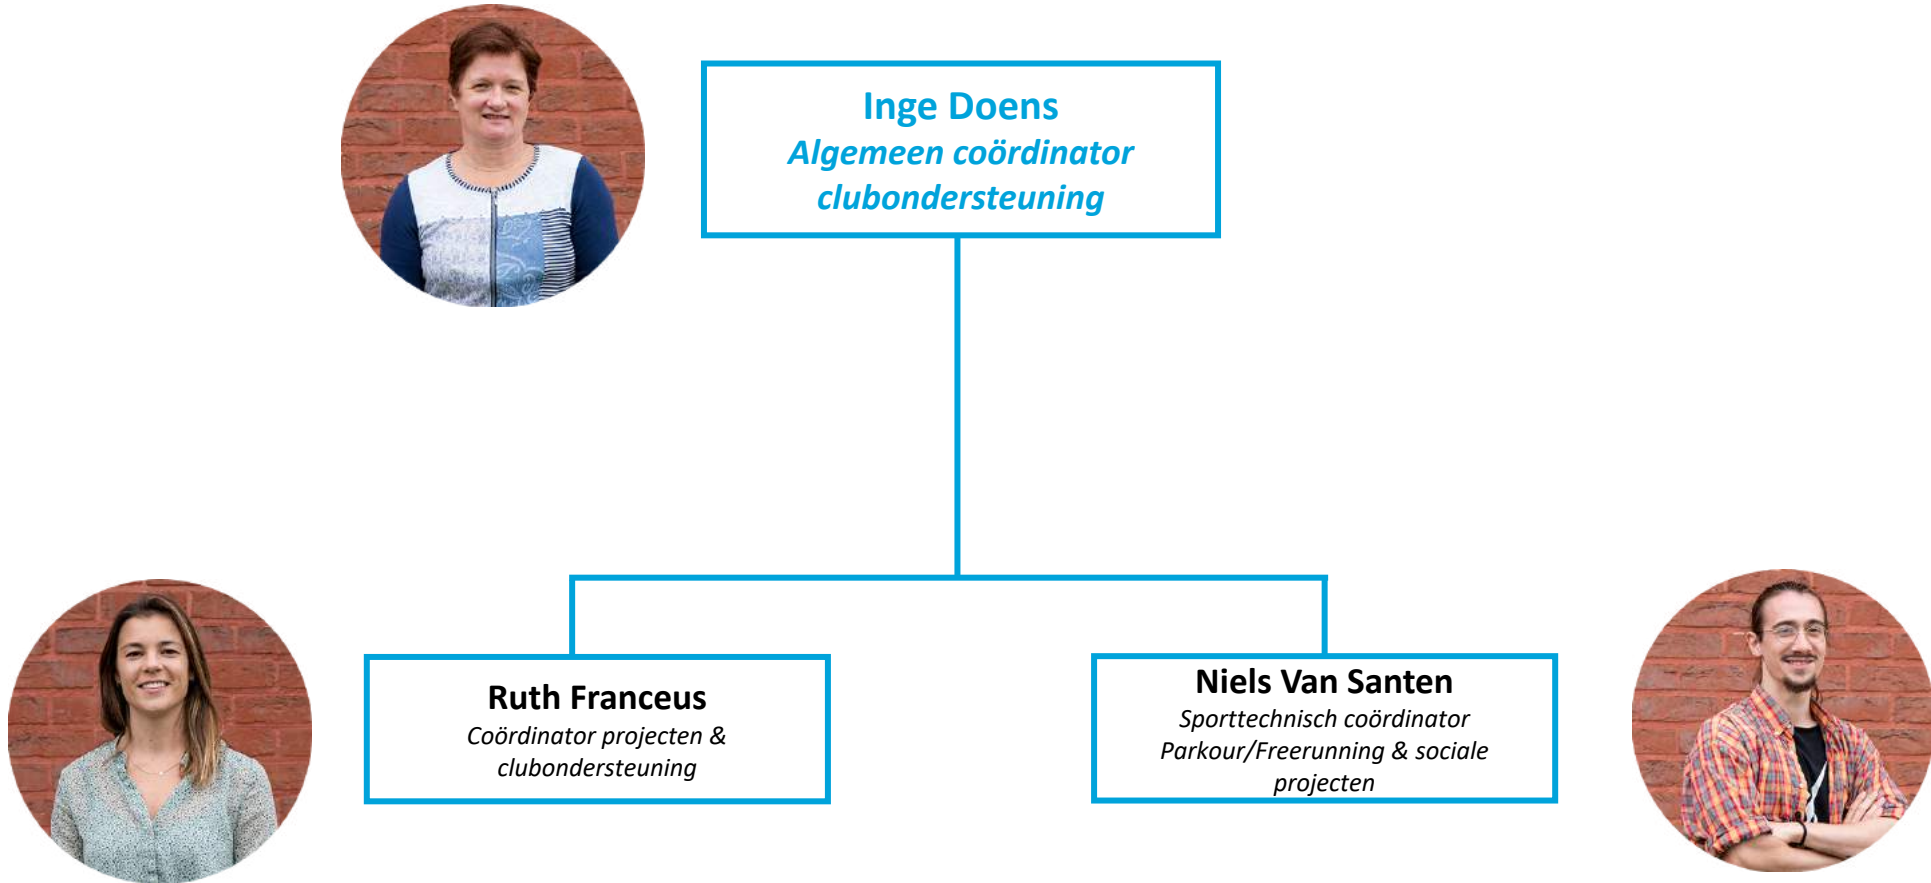 Inge Doens
Algemeen coördinator
clubondersteuning
Ruth Franceus
Coördinator projecten &
clubondersteuning
Niels Van Santen
Sporttechnisch coördinator
Parkour/Freerunning & sociale
projecten